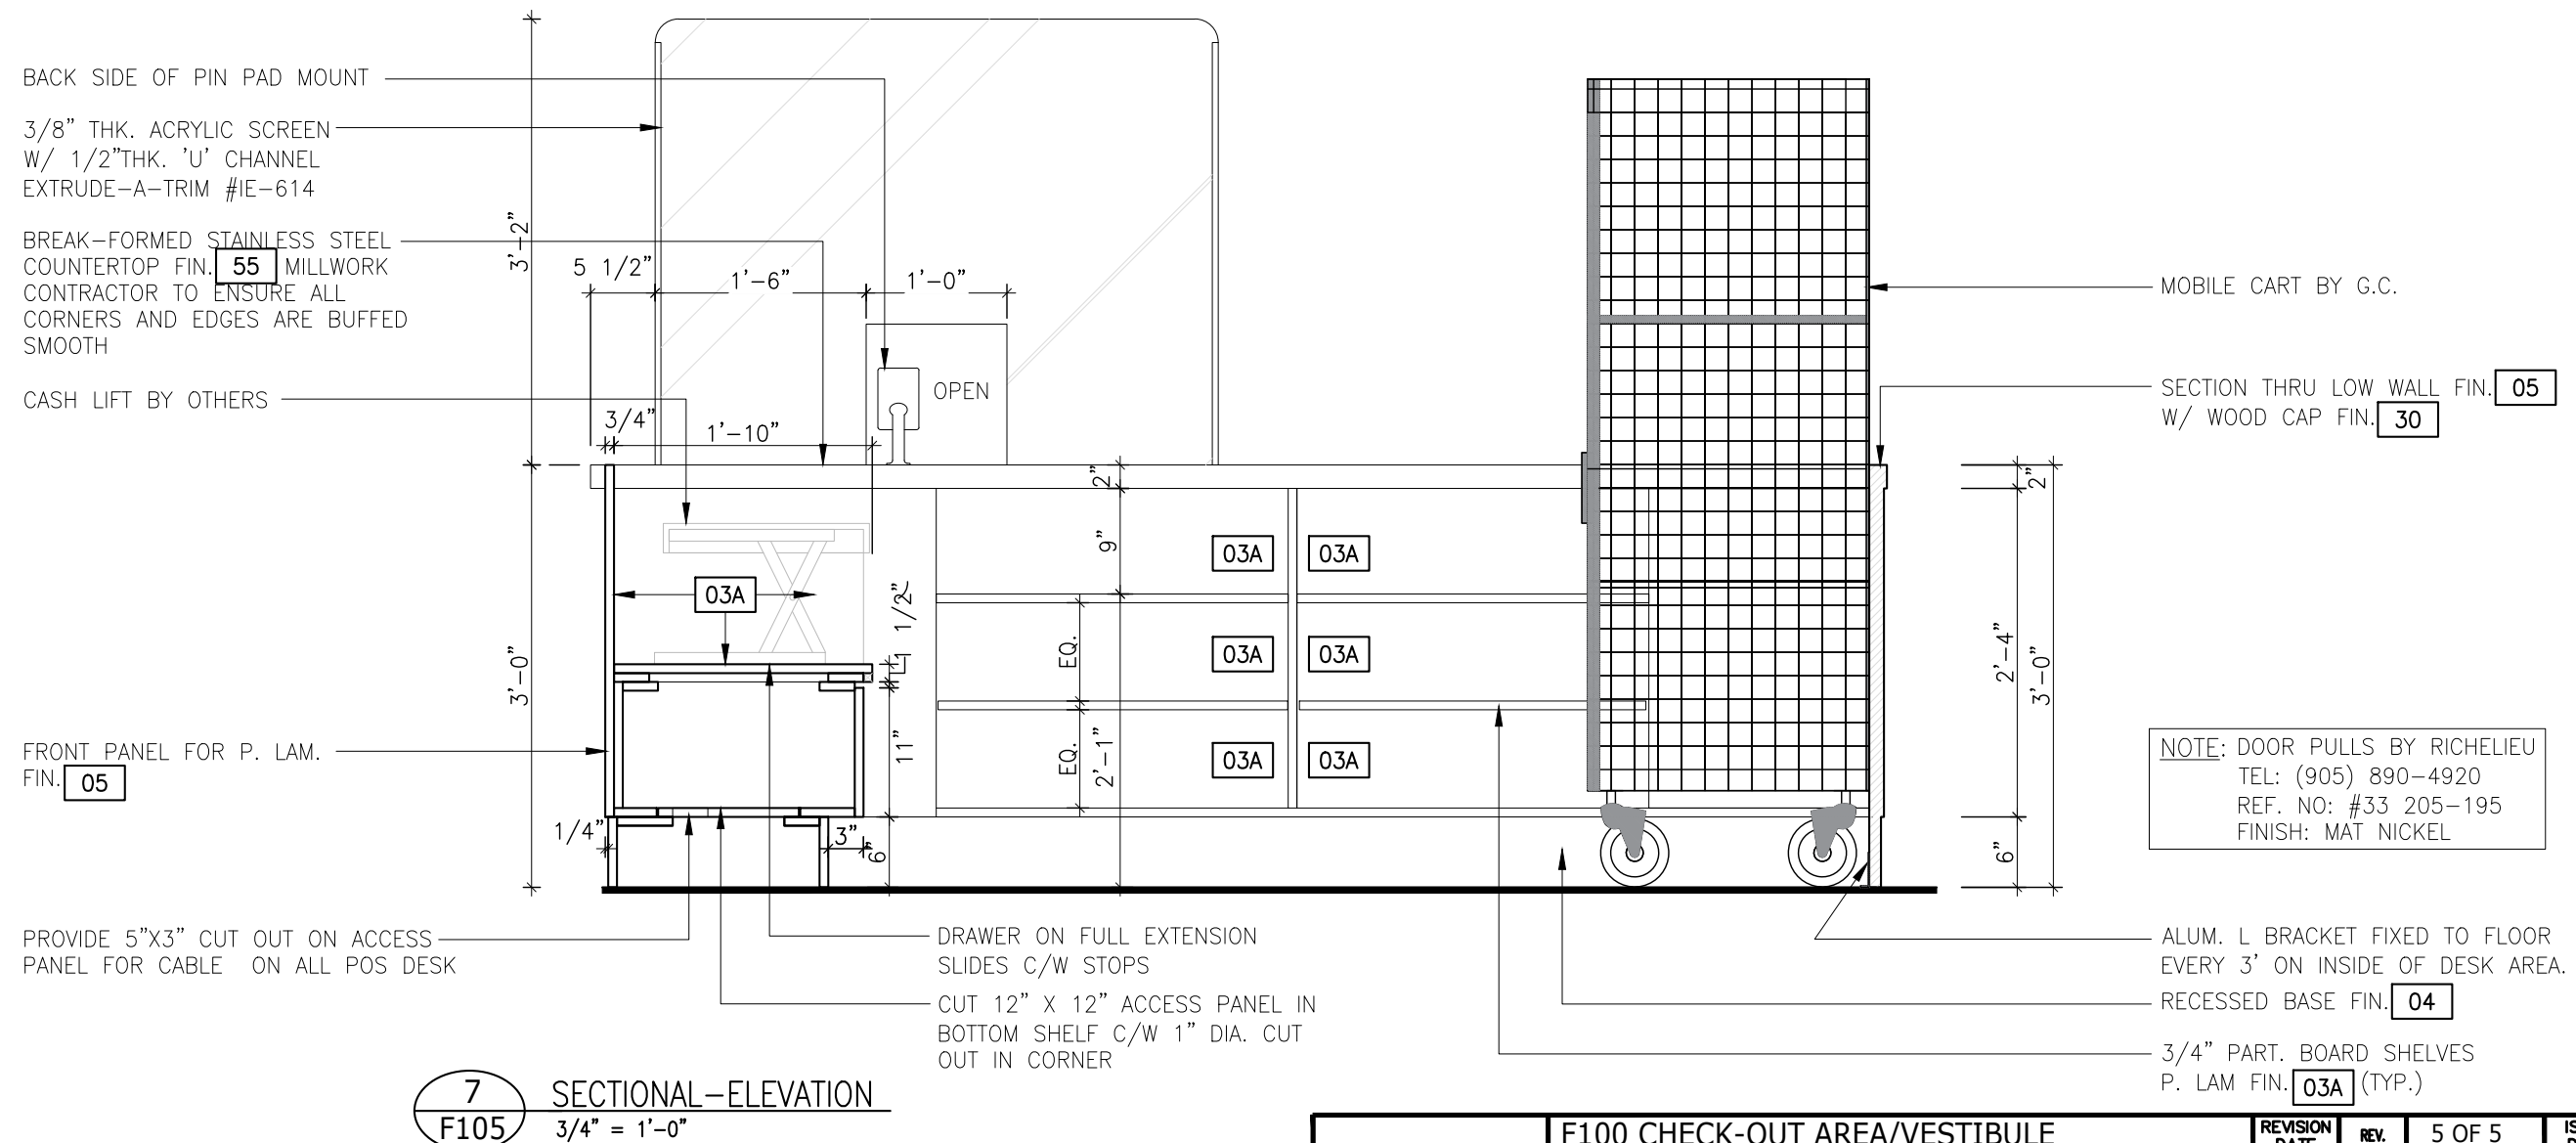 BACK SIDE OF PIN PAD MOUNT
3/8" THK. ACRYLIC SCREEN
W/ 1/2"THK. 'U' CHANNEL
EXTRUDE-A-TRIM #IE-614
BREAK-FORMED STAINLESS STEEL
COUNTERTOP FIN. 55 MILLWORK
CONTRACTOR TO ENSURE ALL
CORNERS AND EDGES ARE BUFFED
SMOOTH
CASH LIFT BY OTHERS
FRONT PANEL FOR P. LAM.
FIN. 05
PROVIDE 5"X3" CUT OUT ON ACCESS
PANEL FOR CABLE ON ALL POS DESK
3'-2"
3'-0"
5 1/2"
1'-6"
1'-0"
OPEN
3/4"
1'-10"
2"
9"
03A
03A
03A
1 1/2"
EQ.
03A
03A
11"
EQ.
2'-1"
03A
03A
1/4"
3"
6"
DRAWER ON FULL EXTENSION
SLIDES C/W STOPS
CUT 12" X 12" ACCESS PANEL IN
BOTTOM SHELF C/W 1" DIA. CUT
OUT IN CORNER
MOBILE CART BY G.C.
SECTION THRU LOW WALL FIN. 05
W/ WOOD CAP FIN. 30
2"
2'-4"
3'-0"
6"
NOTE: DOOR PULLS BY RICHELIEU
TEL: (905) 890-4920
REF. NO: #33 205-195
FINISH: MAT NICKEL
ALUM. L BRACKET FIXED TO FLOOR
EVERY 3' ON INSIDE OF DESK AREA.
RECESSED BASE FIN. 04
3/4" PART. BOARD SHELVES
P. LAM FIN. 03A (TYP.)
7
F105
SECTIONAL-ELEVATION
3/4" = 1'-0"
F100 CHECK-OUT AREA/VESTIBULE
REVISION
DATE
REV.
5 OF 5